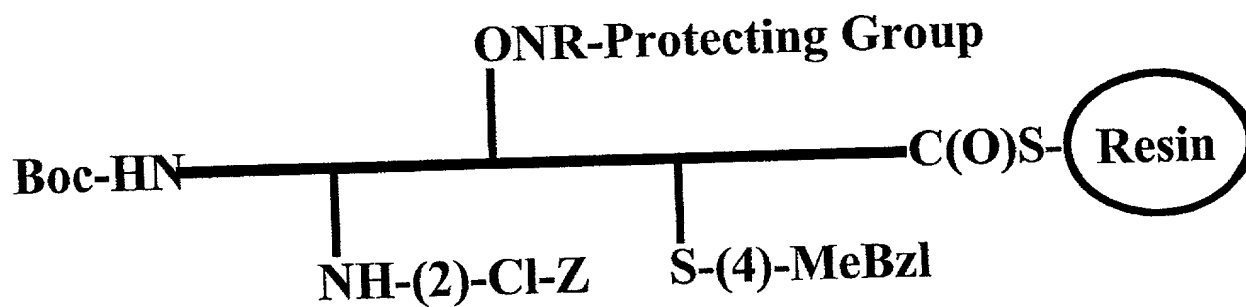 ONR-Protecting Group
Boc-HN
C(O)S-
Resin
NH-(2)-Cl-Z
S-(4)-MeBzl